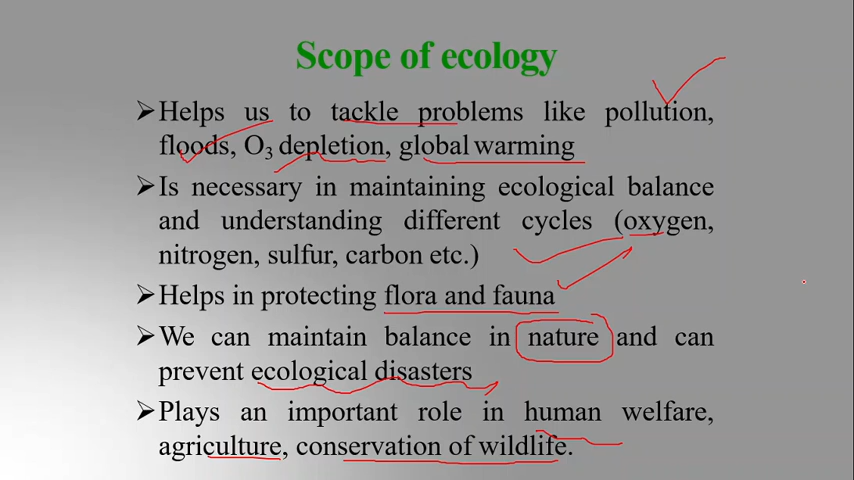 Scope of ecology
➢Helps us to tackle problems like pollution,
floods, O₃ depletion, global warming
➢Is necessary in maintaining ecological balance
and understanding different cycles (oxygen,
nitrogen, sulfur, carbon etc.)
➢Helps in protecting flora and fauna
➢We can maintain balance in nature and can
prevent ecological disasters
➢Plays an important role in human welfare,
agriculture, conservation of wildlife.